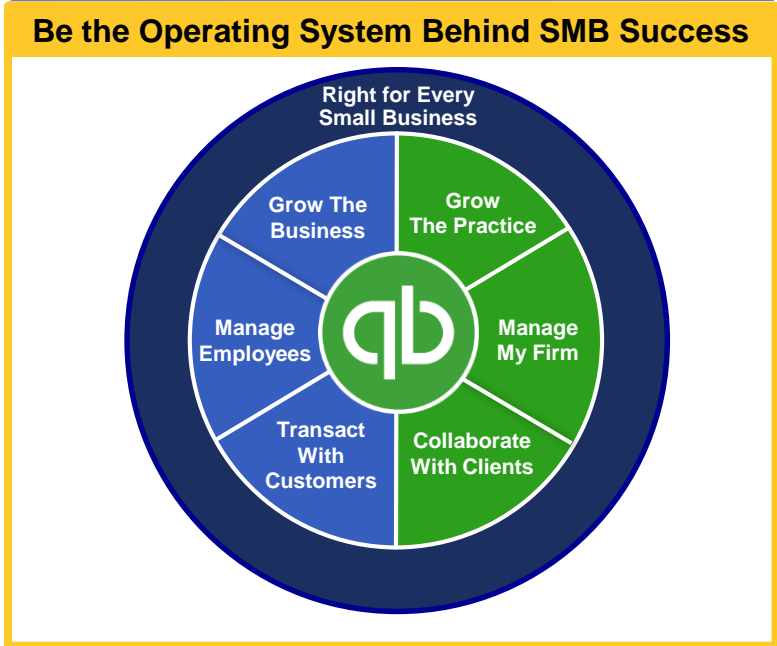 Be the Operating System Behind SMB Success
Right for Every
Small Business
Grow The
Business
Grow
The Practice
Manage
Employees
qb
Manage
My Firm
Transact
With
Customers
Collaborate
With Clients